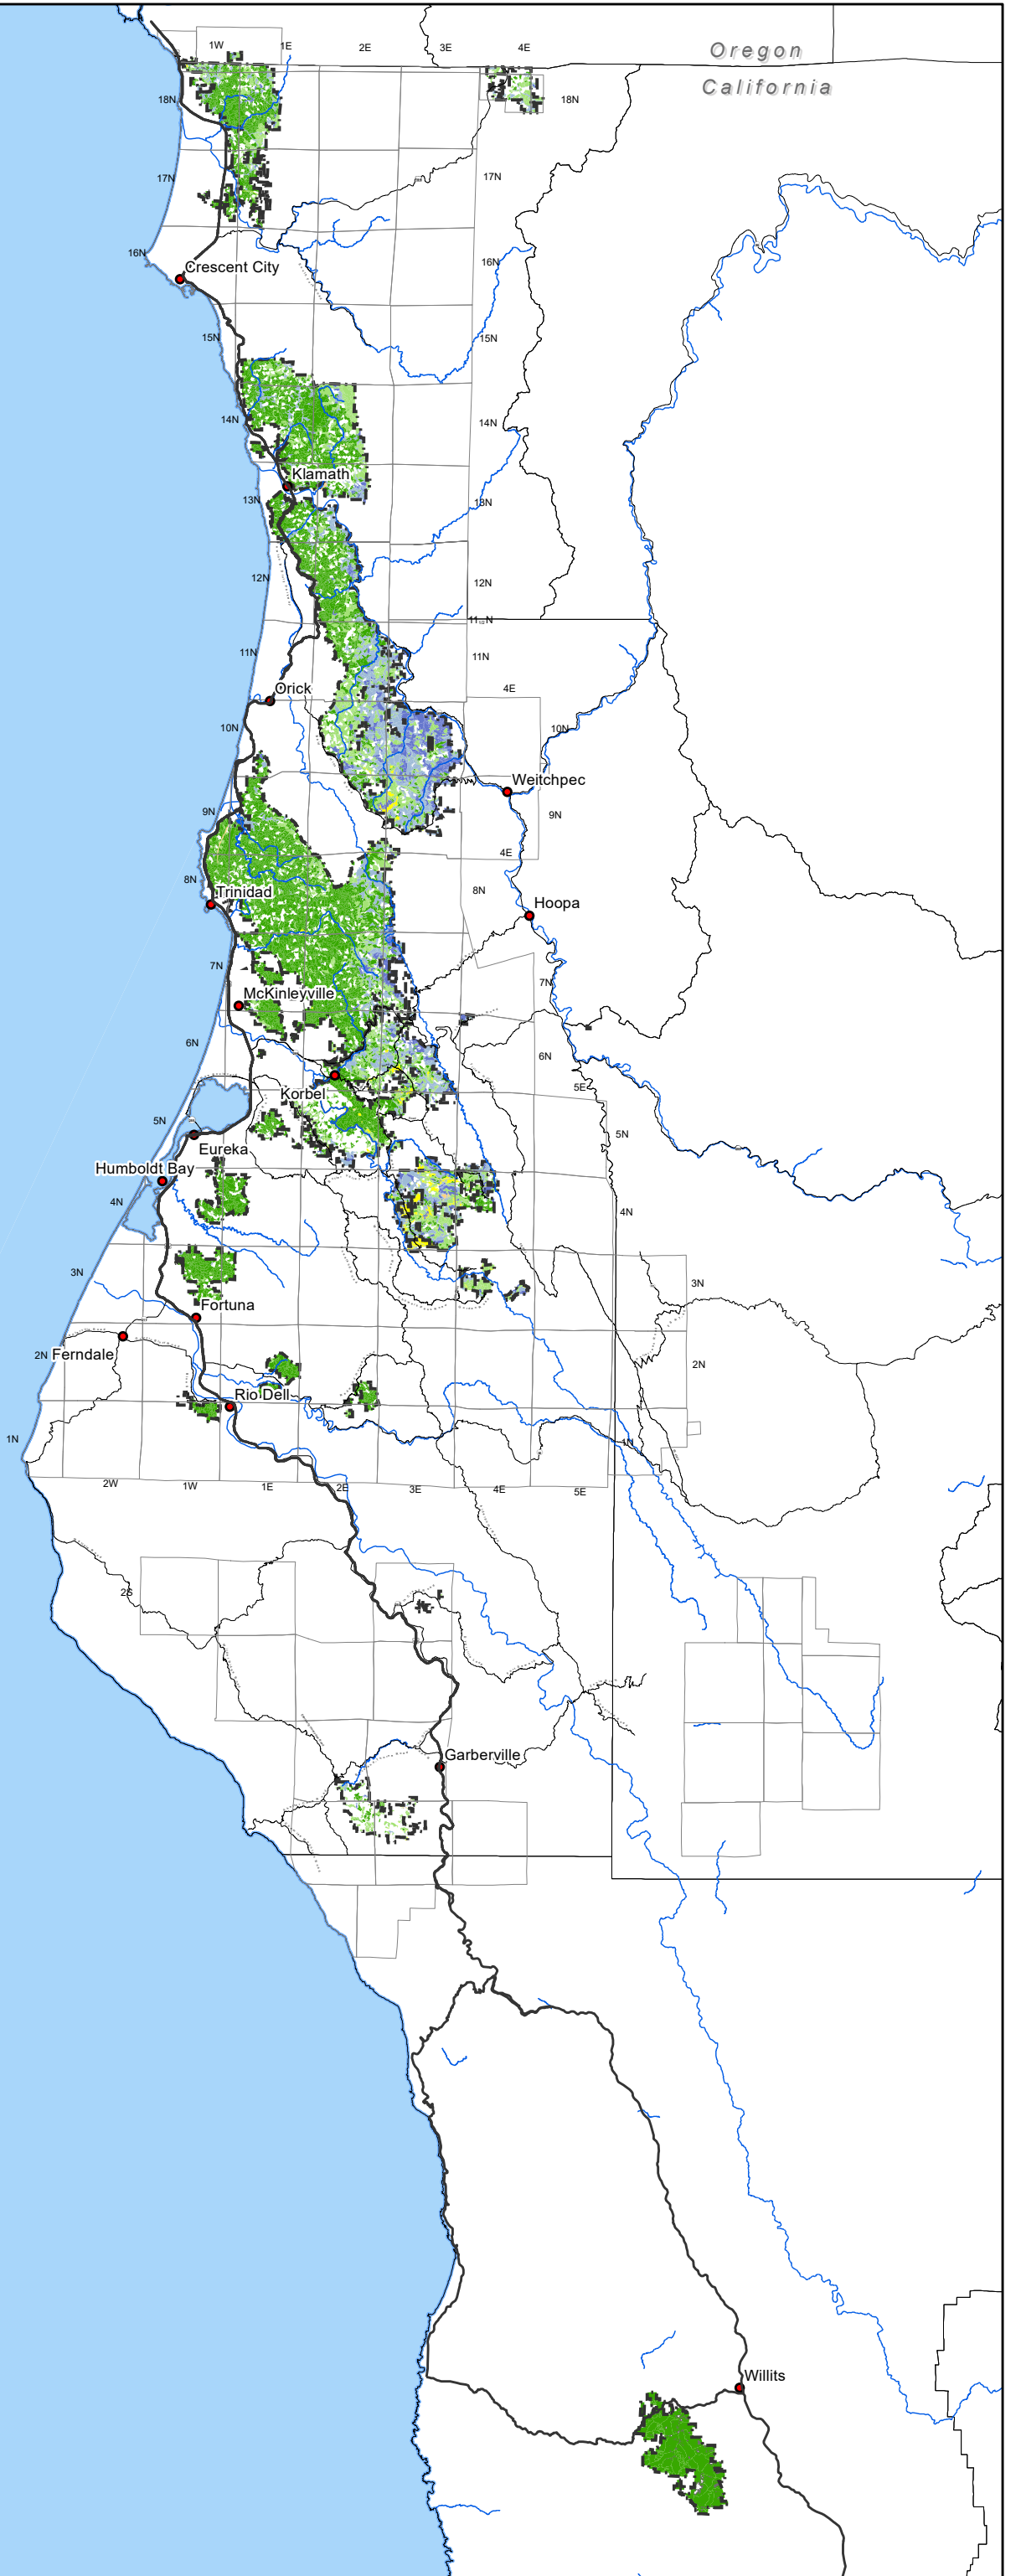 Oregon
1W 1E 2E 3E 4E
California
18N 18N
17N 17N
16N
16N
Crescent City
15N 15N
14N 14N
Klamath
13N 13N
12N 12N
11N
11N
Orick 4E
10N 10N
Weitchpec
9N 9N
4E
8N 8N
Trinidad
Hoopa
7N
7N
McKinleyville
6N
6N
5E
Korbel
5N 5N
Eureka
Humboldt Bay
4N
4N
3N
3N
Fortuna
2N Ferndale
2N
Rio Dell
1N
1N
2W 1W 1E 2E 3E 4E 5E
2S
Garberville
Willits